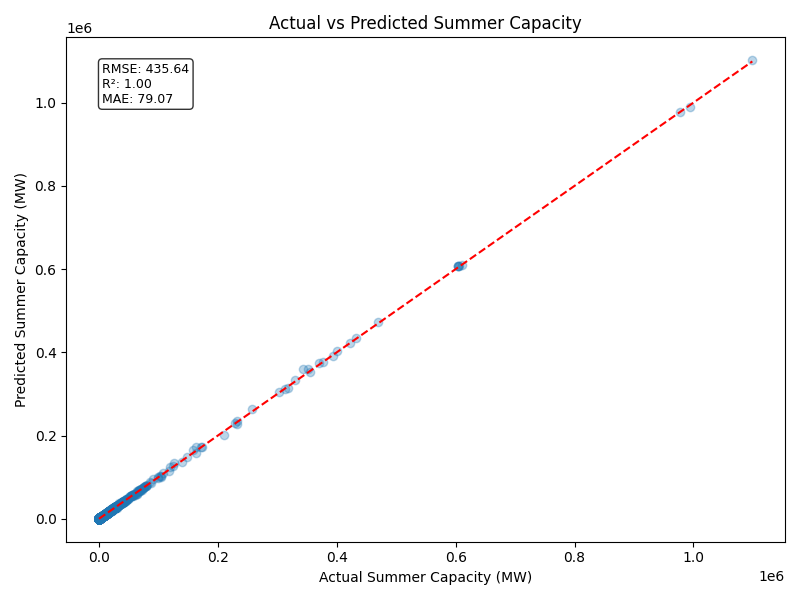 Actual vs Predicted Summer Capacity
1e6
RMSE: 435.64
R²: 1.00
MAE: 79.07
1.0
0.8
0.6
0.4
0.2
0.0
Predicted Summer Capacity (MW)
0.0 0.2 0.4 0.6 0.8 1.0
1e6
Actual Summer Capacity (MW)